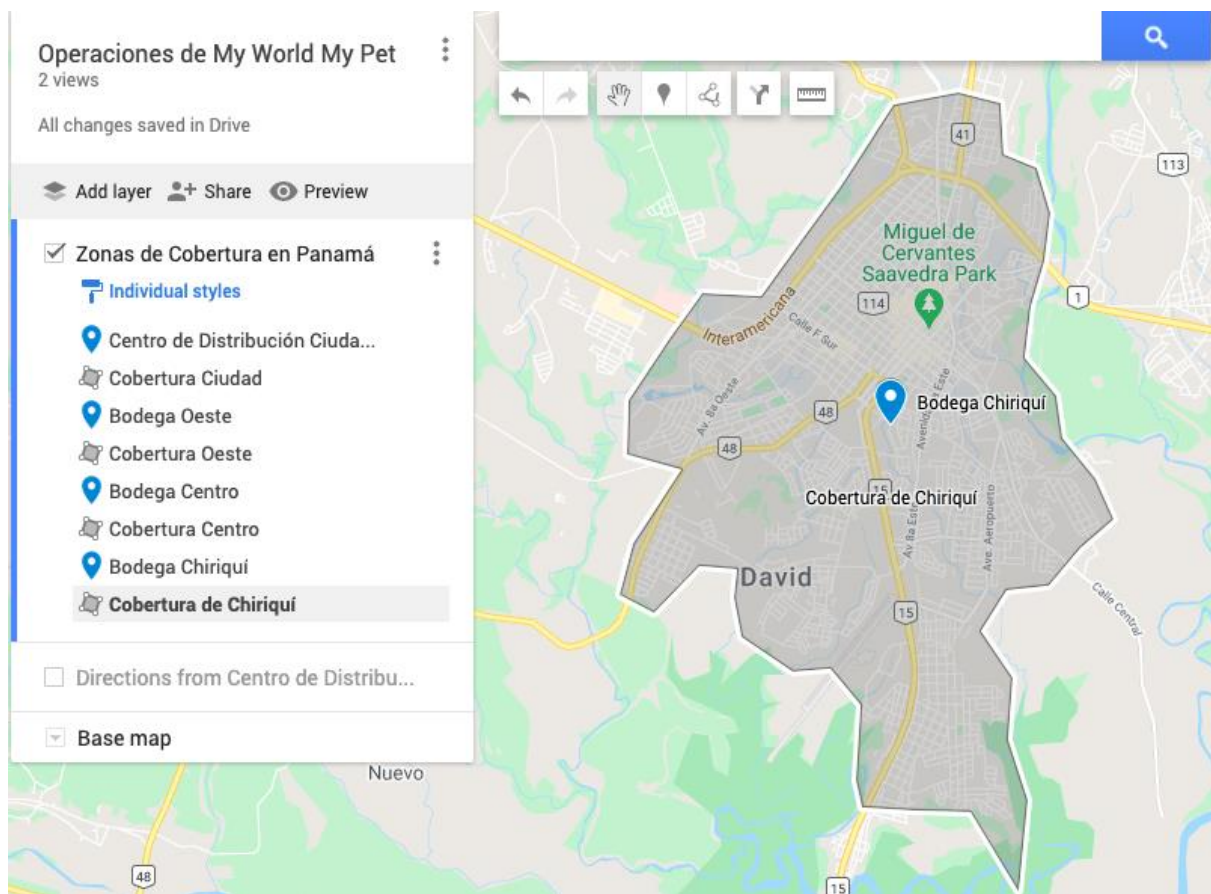 Operaciones de My World My Pet
2 views
All changes saved in Drive
Add layer Share Preview
Zonas de Cobertura en Panamá
Individual styles
Centro de Distribución Ciuda...
Cobertura Ciudad
Bodega Oeste
Cobertura Oeste
Bodega Centro
Cobertura Centro
Bodega Chiriquí
Cobertura de Chiriquí
Directions from Centro de Distribu...
Base map
41
113
Miguel de
Cervantes
Saavedra Park
1
114
Interamericana
Calle F Sur
Av. 8a Oeste
48
Bodega Chiriquí
48
15
Cobertura de Chiriquí
Av 8a Este
Ave. Aeropuerto
David
Calle Central
15
Nuevo
48
15